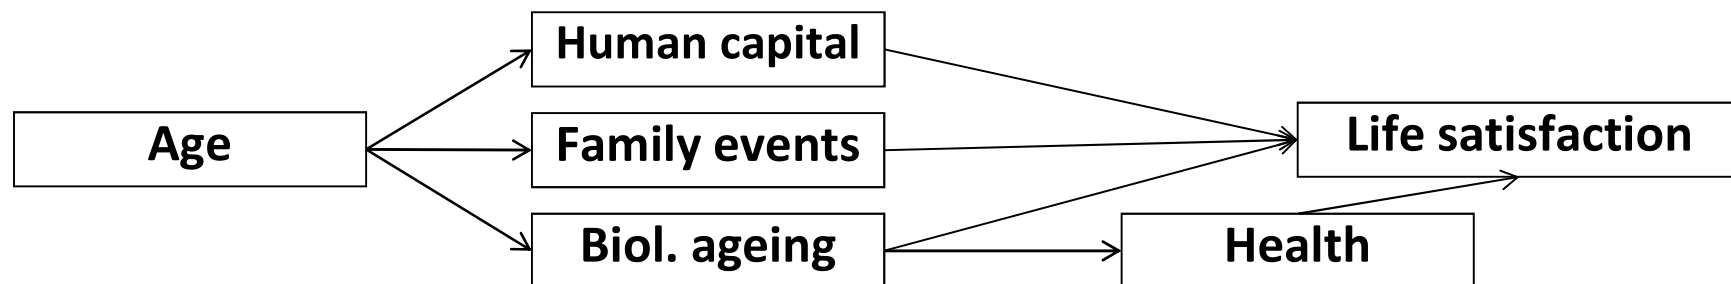 Human capital
Age
Family events
Life satisfaction
Biol. ageing
Health